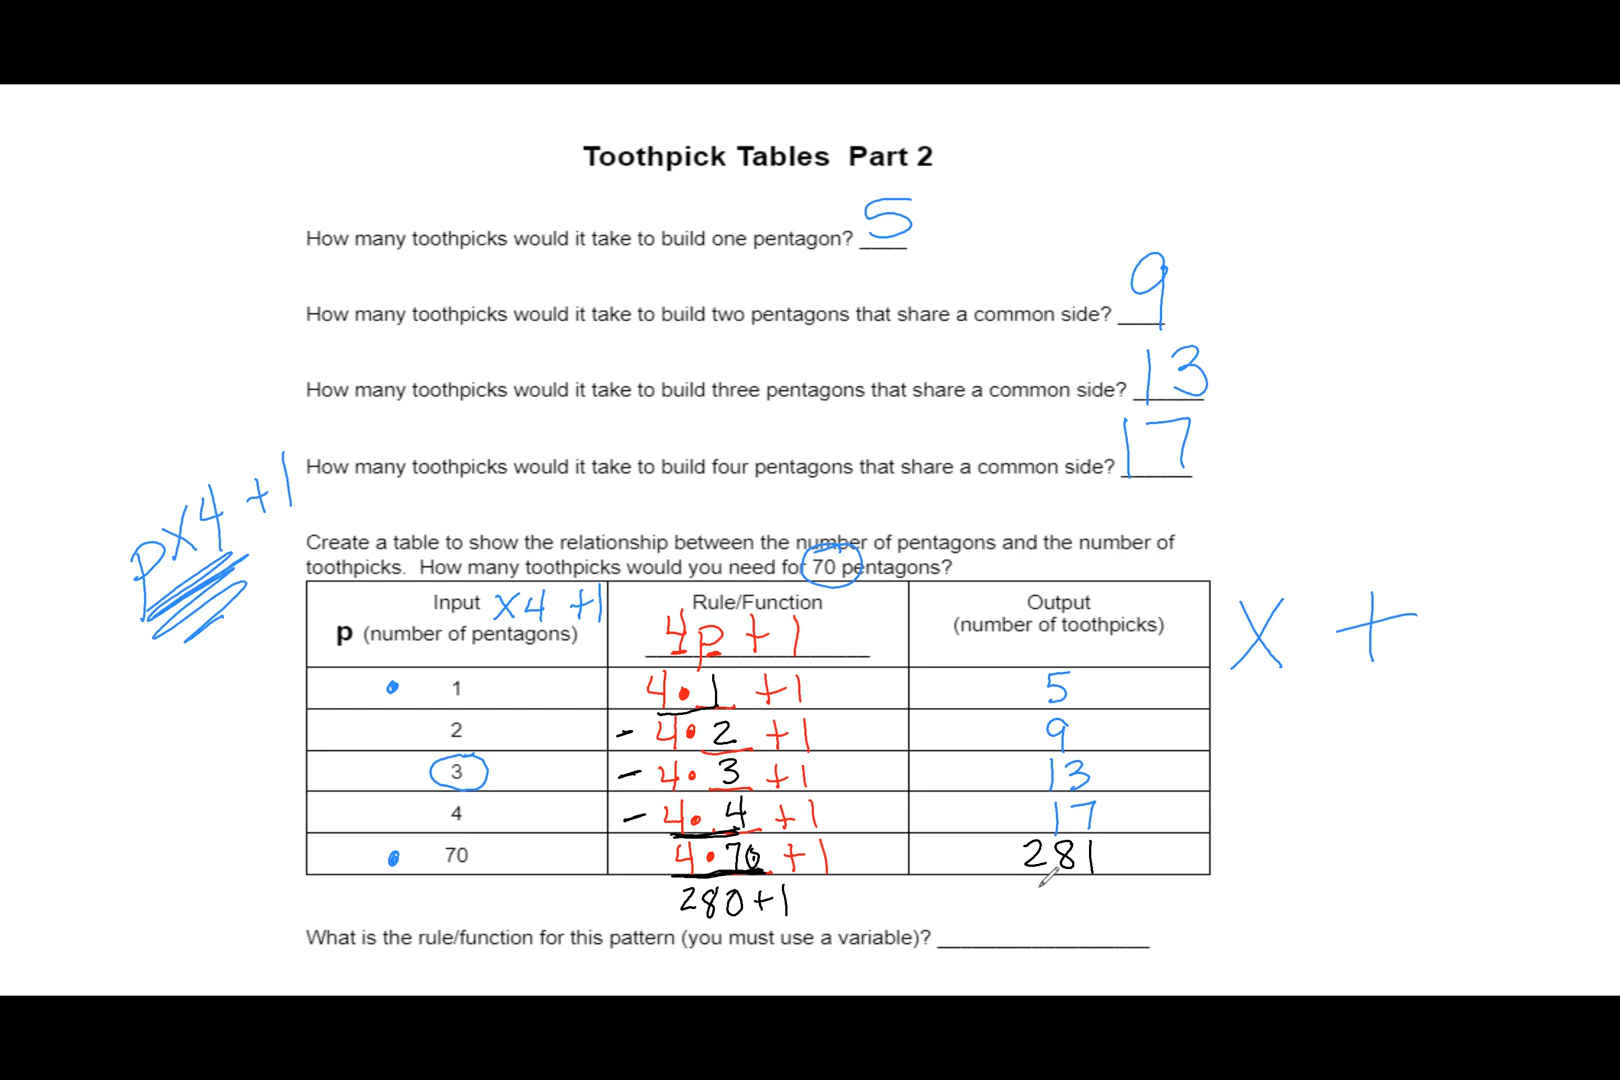 Toothpick Tables Part 2
How many toothpicks would it take to build one pentagon? 5
How many toothpicks would it take to build two pentagons that share a common side? 9
How many toothpicks would it take to build three pentagons that share a common side? 13
How many toothpicks would it take to build four pentagons that share a common side? 17
p x 4 + 1
Create a table to show the relationship between the number of pentagons and the number of
toothpicks. How many toothpicks would you need for 70 pentagons?
Input x4 +1
p (number of pentagons)
Rule/Function
4p + 1
Output
(number of toothpicks)
x +
1 4 • 1 +1 5
2 - 4 • 2 +1 9
3 - 4 • 3 +1 13
4 - 4 • 4 +1 17
70 4 • 70 +1 281
280+1
What is the rule/function for this pattern (you must use a variable)?